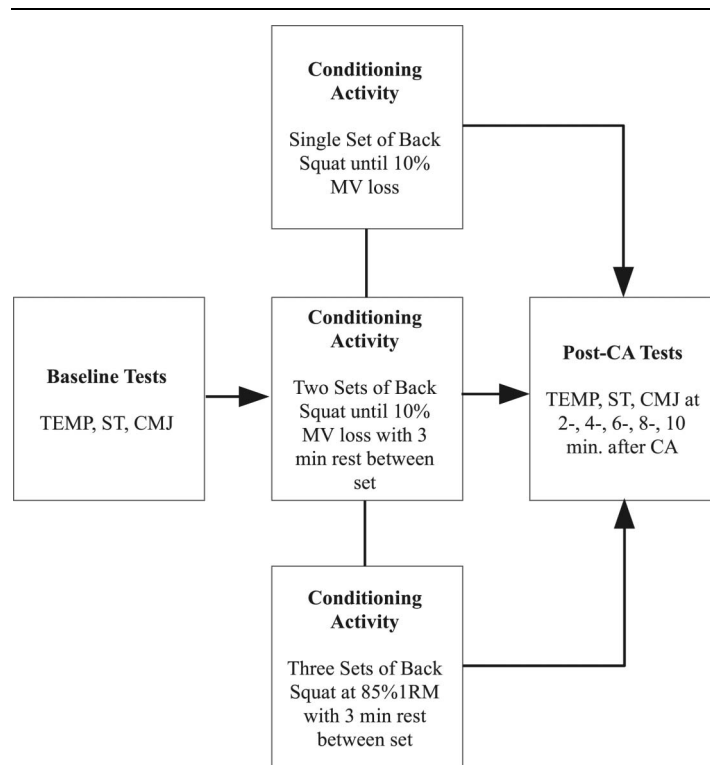 Conditioning
Activity
Single Set of Back
Squat until 10%
MV loss
Baseline Tests
TEMP, ST, CMJ
Conditioning
Activity
Two Sets of Back
Squat until 10%
MV loss with 3
min rest between
set
Post-CA Tests
TEMP, ST, CMJ at
2-, 4-, 6-, 8-, 10
min. after CA
Conditioning
Activity
Three Sets of Back
Squat at 85%1RM
with 3 min rest
between set